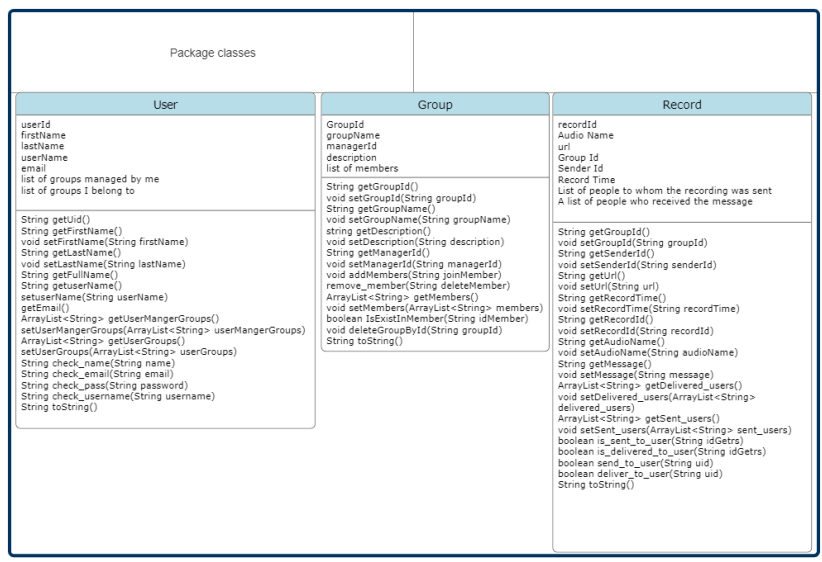 Package classes
User
userId
firstName
lastName
userName
email
list of groups managed by me
list of groups I belong to
String getUid()
String getFirstName()
void setFirstName(String firstName)
String getLastName()
void setLastName(String lastName)
String getFullName()
String getuserName()
setuserName(String userName)
getEmail()
ArrayList<String> getUserMangerGroups()
setUserMangerGroups(ArrayList<String> userMangerGroups)
ArrayList<String> getUserGroups()
setUserGroups(ArrayList<String> userGroups)
String check_name(String name)
String check_email(String email)
String check_pass(String password)
String check_username(String username)
String toString()
Group
GroupId
groupName
managerId
description
list of members
String getGroupId()
void setGroupId(String groupId)
String getGroupName()
void setGroupName(String groupName)
string getDescription()
void setDescription(String description)
String getManagerId()
void setManagerId(String managerId)
void addMembers(String joinMember)
remove_member(String deleteMember)
ArrayList<String> getMembers()
void setMembers(ArrayList<String> members)
boolean IsExistInMember(String idMember)
void deleteGroupById(String groupId)
String toString()
Record
recordId
Audio Name
url
Group Id
Sender Id
Record Time
List of people to whom the recording was sent
A list of people who received the message
String getGroupId()
void setGroupId(String groupId)
String getSenderId()
void setSenderId(String senderId)
String getUrl()
void setUrl(String url)
String getRecordTime()
void setRecordTime(String recordTime)
String getRecordId()
void setRecordId(String recordId)
String getAudioName()
void setAudioName(String audioName)
String getMessage()
void setMessage(String message)
ArrayList<String> getDelivered_users()
void setDelivered_users(ArrayList<String>
delivered_users)
ArrayList<String> getSent_users()
void setSent_users(ArrayList<String> sent_users)
boolean is_sent_to_user(String idGetrs)
boolean is_delivered_to_user(String idGetrs)
boolean send_to_user(String uid)
boolean deliver_to_user(String uid)
String toString()